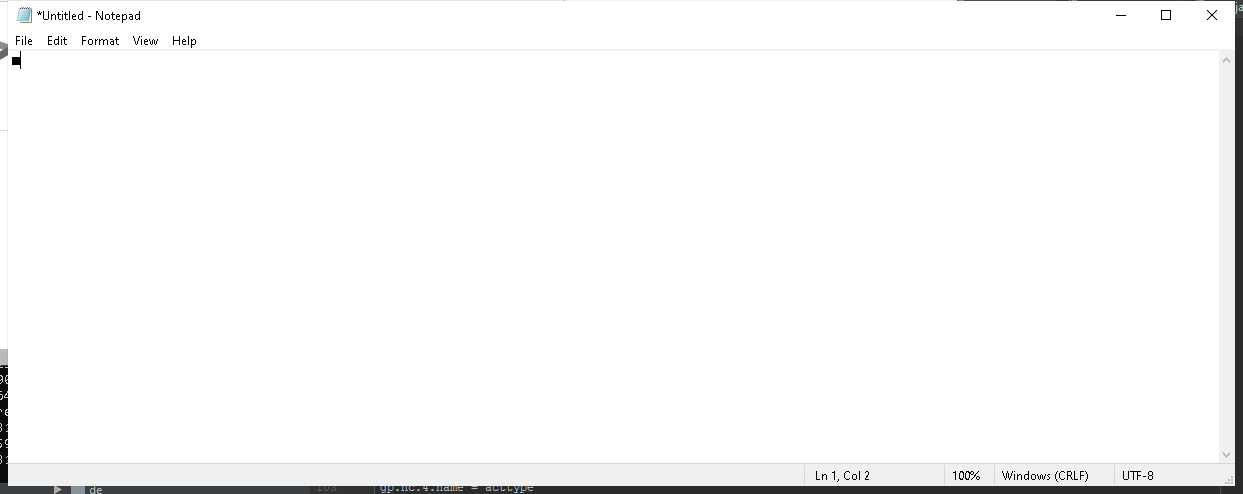 *Untitled - Notepad
File Edit Format View Help
■
Ln 1, Col 2 100% Windows (CRLF) UTF-8
de
gp.nc.4.name = acctype